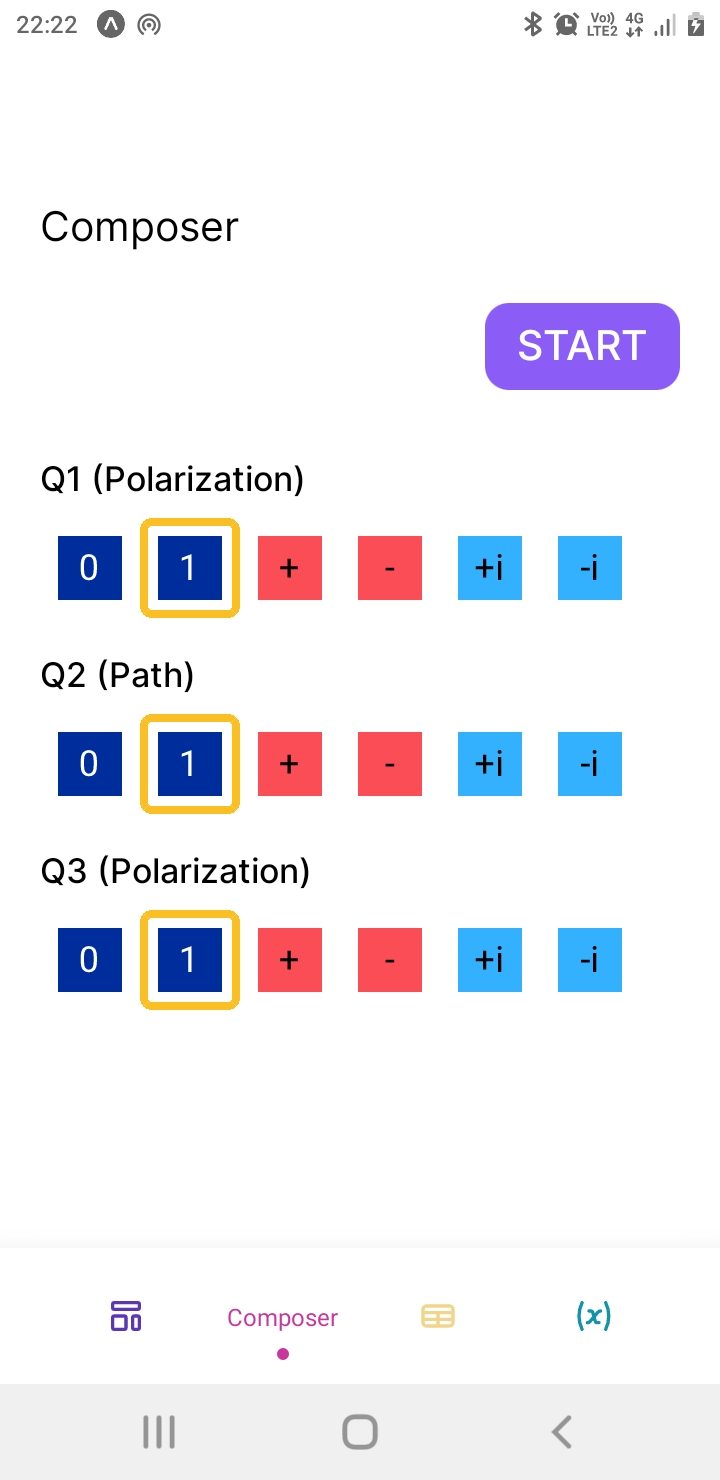 22:22 Vo)) LTE2 4G
Composer
START
Q1 (Polarization)
0 1 + - +i -i
Q2 (Path)
0 1 + - +i -i
Q3 (Polarization)
0 1 + - +i -i
Composer (x)